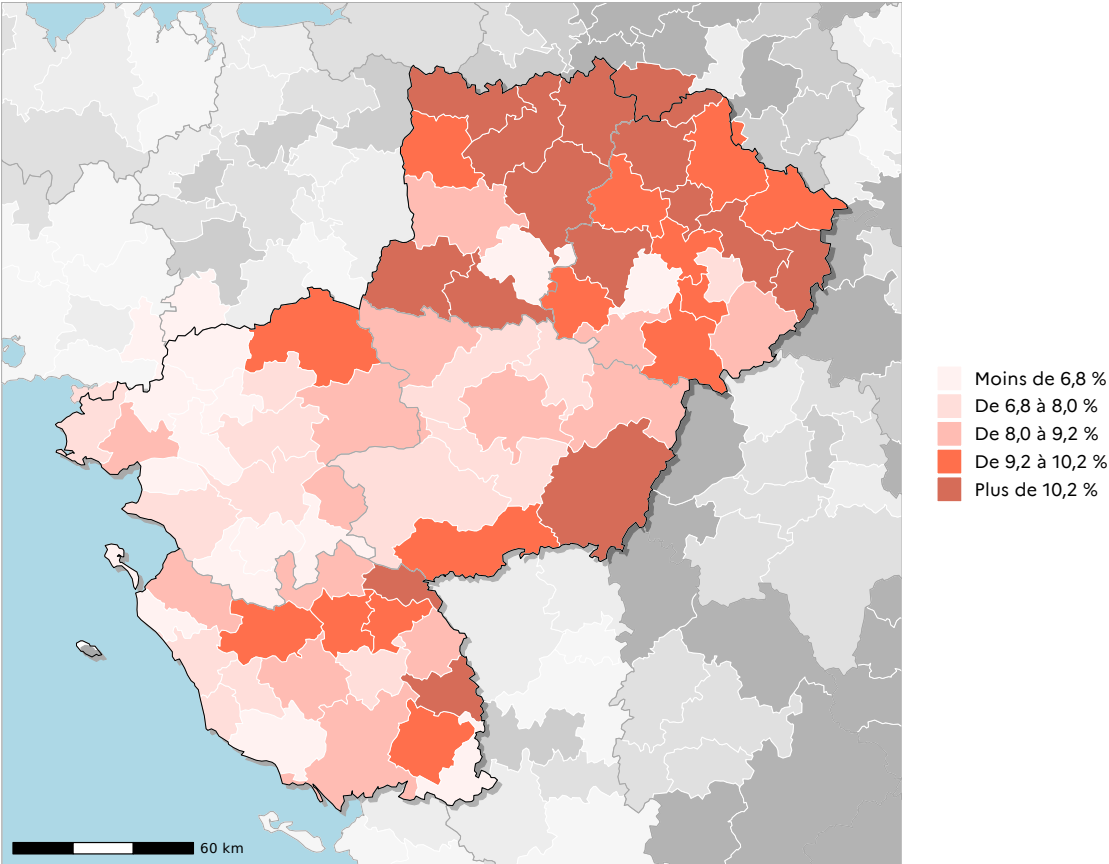 Moins de 6,8 %
De 6,8 à 8,0 %
De 8,0 à 9,2 %
De 9,2 à 10,2 %
Plus de 10,2 %
60 km